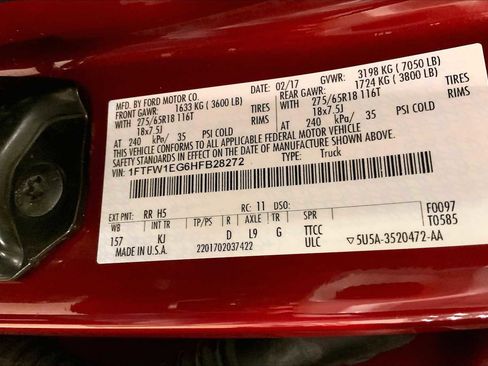 MFD. BY FORD MOTOR CO.
DATE: 02/17 GVWR: 3198 KG ( 7050 LB)
FRONT GAWR: 1633 KG ( 3600 LB) REAR GAWR: 1724 KG ( 3800 LB)
WITH 275/65R18 116T TIRES WITH 275/65R18 116T TIRES
18x7.5J RIMS 18x7.5J RIMS
AT 240 kPa/ 35 PSI COLD AT 240 kPa/ 35 PSI COLD
THIS VEHICLE CONFORMS TO ALL APPLICABLE FEDERAL MOTOR VEHICLE
SAFETY STANDARDS IN EFFECT ON THE DATE OF MANUFACTURE SHOWN ABOVE.
VIN: 1FTFW1EG6HFB28272 TYPE: Truck
EXT PNT: RR H5 RC: 11 DSO: F0097
WB INT TR TP/PS R AXLE TR SPR T0585
157 KJ D L9 G TTCC
MADE IN U.S.A. 2201702037422 ULC ▽5U5A-3520472-AA